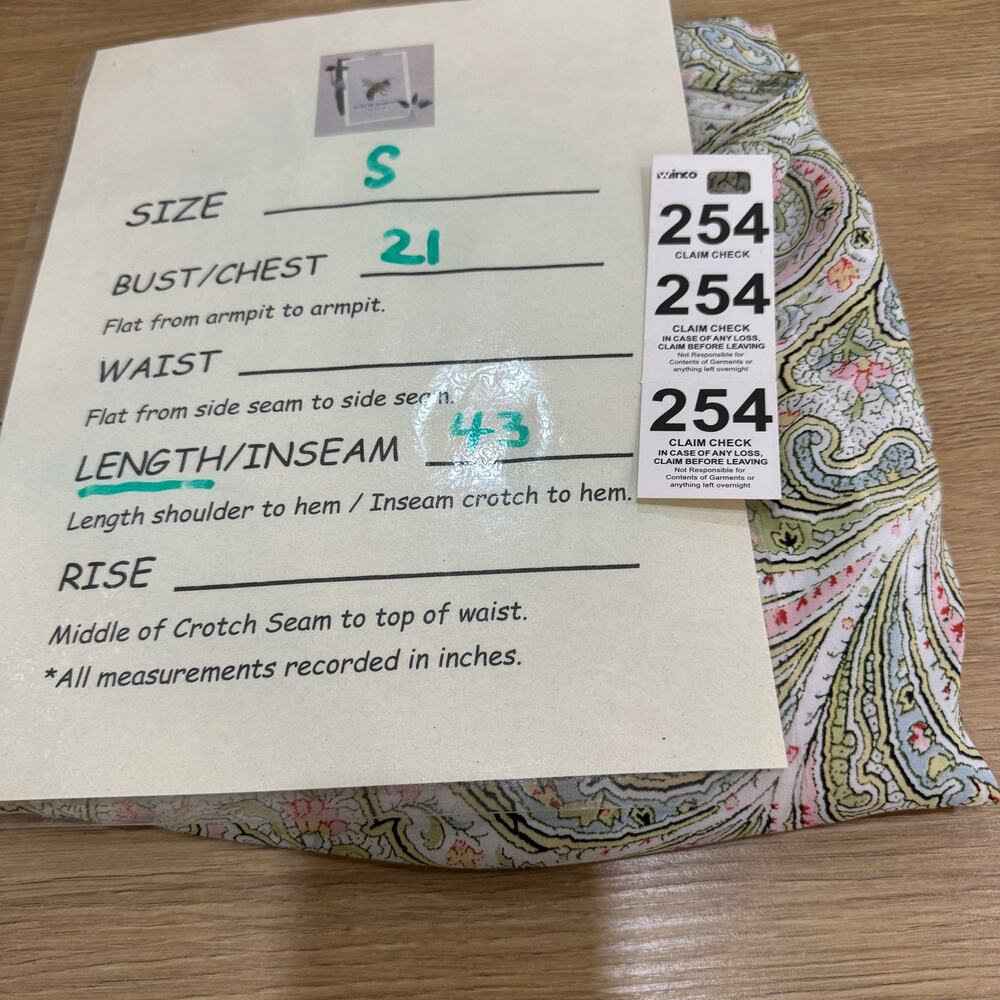 SIZE S
BUST/CHEST 21
Flat from armpit to armpit.
WAIST
Flat from side seam to side seam.
LENGTH/INSEAM 43
Length shoulder to hem / Inseam crotch to hem.
RISE
Middle of Crotch Seam to top of waist.
*All measurements recorded in inches.
winco
254
CLAIM CHECK
254
CLAIM CHECK
IN CASE OF ANY LOSS,
CLAIM BEFORE LEAVING
Not Responsible for
Contents of Garments or
anything left overnight
254
CLAIM CHECK
IN CASE OF ANY LOSS,
CLAIM BEFORE LEAVING
Not Responsible for
Contents of Garments or
anything left overnight